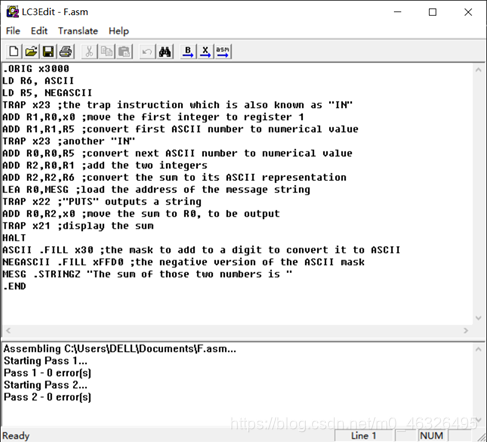 LC3Edit - F.asm
File Edit Translate Help
B X asm
.ORIG x3000
LD R6, ASCII
LD R5, NEGASCII
TRAP x23 ;the trap instruction which is also known as "IN"
ADD R1,R0,x0 ;move the first integer to register 1
ADD R1,R1,R5 ;convert first ASCII number to numerical value
TRAP x23 ;another "IN"
ADD R0,R0,R5 ;convert next ASCII number to numerical value
ADD R2,R0,R1 ;add the two integers
ADD R2,R2,R6 ;convert the sum to its ASCII representation
LEA R0,MESG ;load the address of the message string
TRAP x22 ;"PUTS" outputs a string
ADD R0,R2,x0 ;move the sum to R0, to be output
TRAP x21 ;display the sum
HALT
ASCII .FILL x30 ;the mask to add to a digit to convert it to ASCII
NEGASCII .FILL xFFD0 ;the negative version of the ASCII mask
MESG .STRINGZ "The sum of those two numbers is "
.END
Assembling C:\Users\DELL\Documents\F.asm...
Starting Pass 1...
Pass 1 - 0 error(s)
Starting Pass 2...
Pass 2 - 0 error(s)
https://blog.csdn.net/m0_46326495
Ready Line 1 NUM